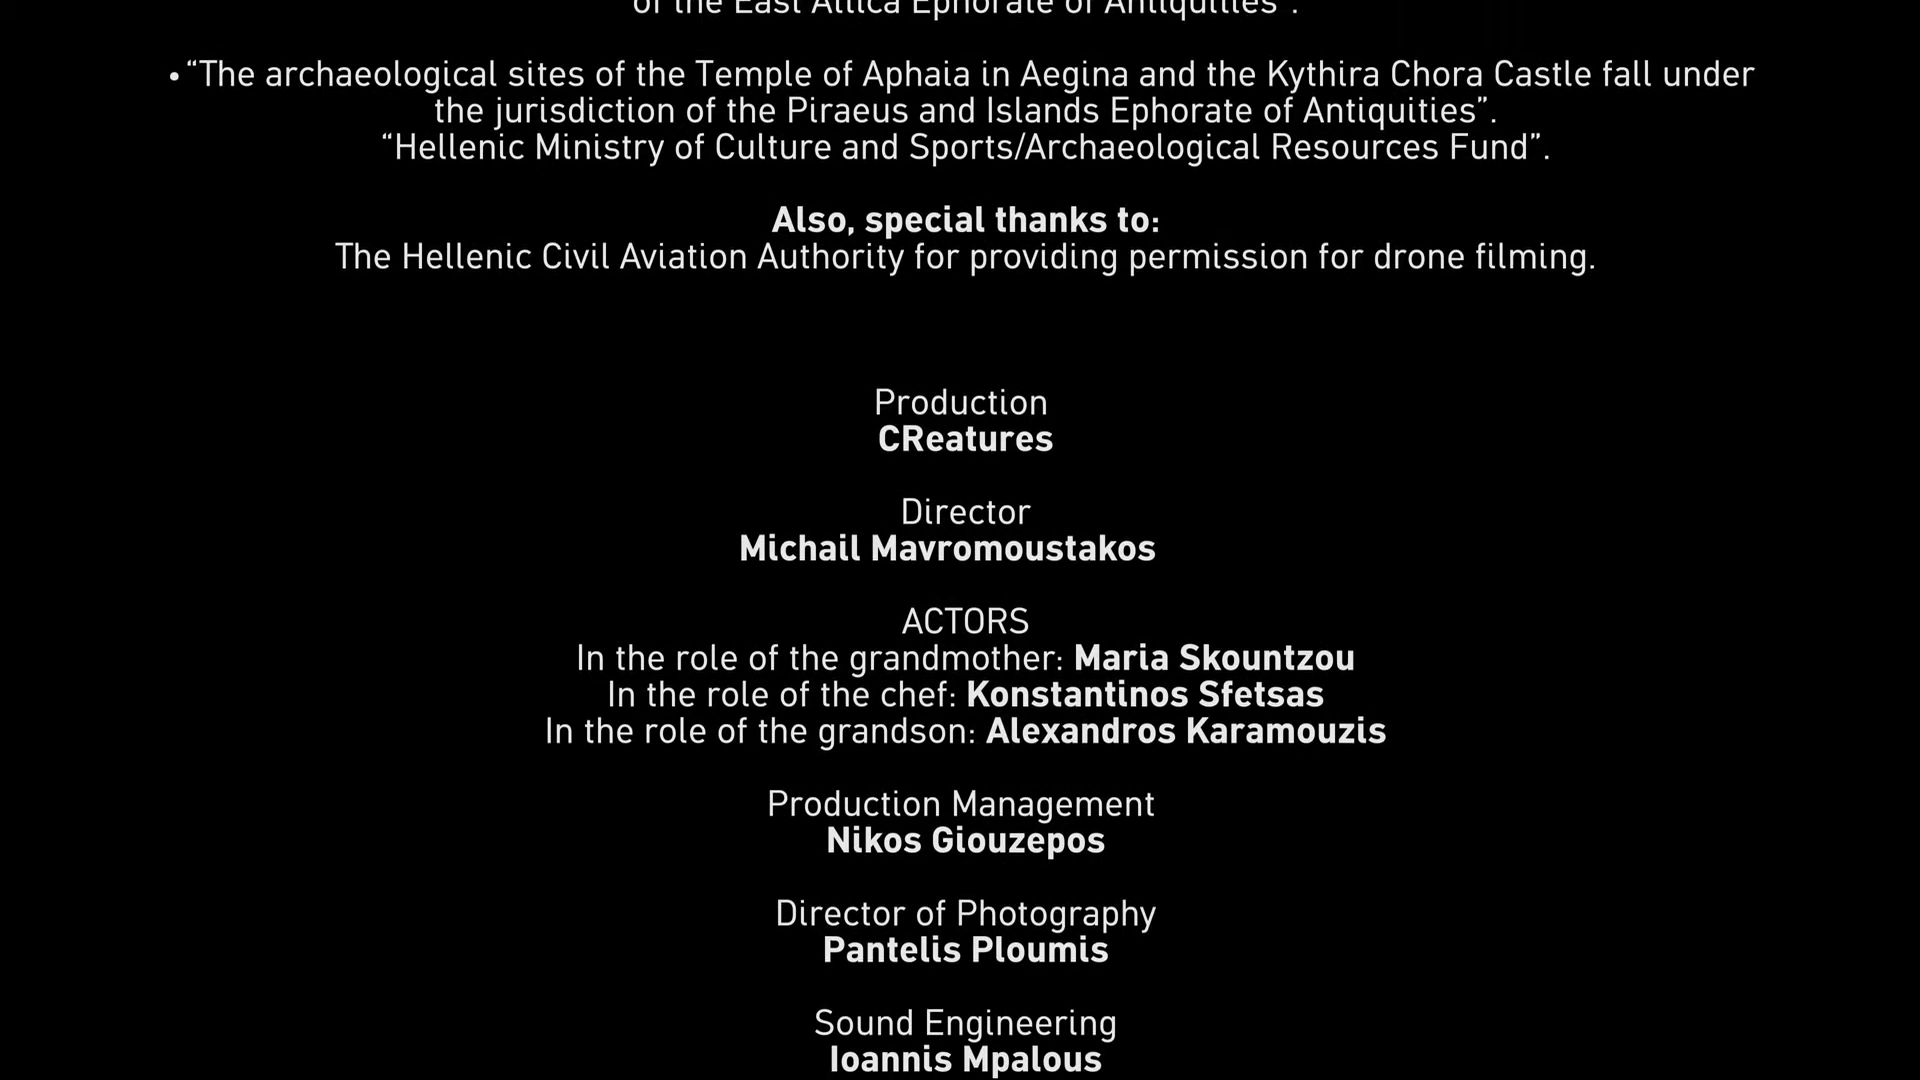 of the East Attica Ephorate of Antiquities”.
• “The archaeological sites of the Temple of Aphaia in Aegina and the Kythira Chora Castle fall under
the jurisdiction of the Piraeus and Islands Ephorate of Antiquities”.
“Hellenic Ministry of Culture and Sports/Archaeological Resources Fund”.
Also, special thanks to:
The Hellenic Civil Aviation Authority for providing permission for drone filming.
Production
CReatures
Director
Michail Mavromoustakos
ACTORS
In the role of the grandmother: Maria Skountzou
In the role of the chef: Konstantinos Sfetsas
In the role of the grandson: Alexandros Karamouzis
Production Management
Nikos Giouzepos
Director of Photography
Pantelis Ploumis
Sound Engineering
Ioannis Mpalous